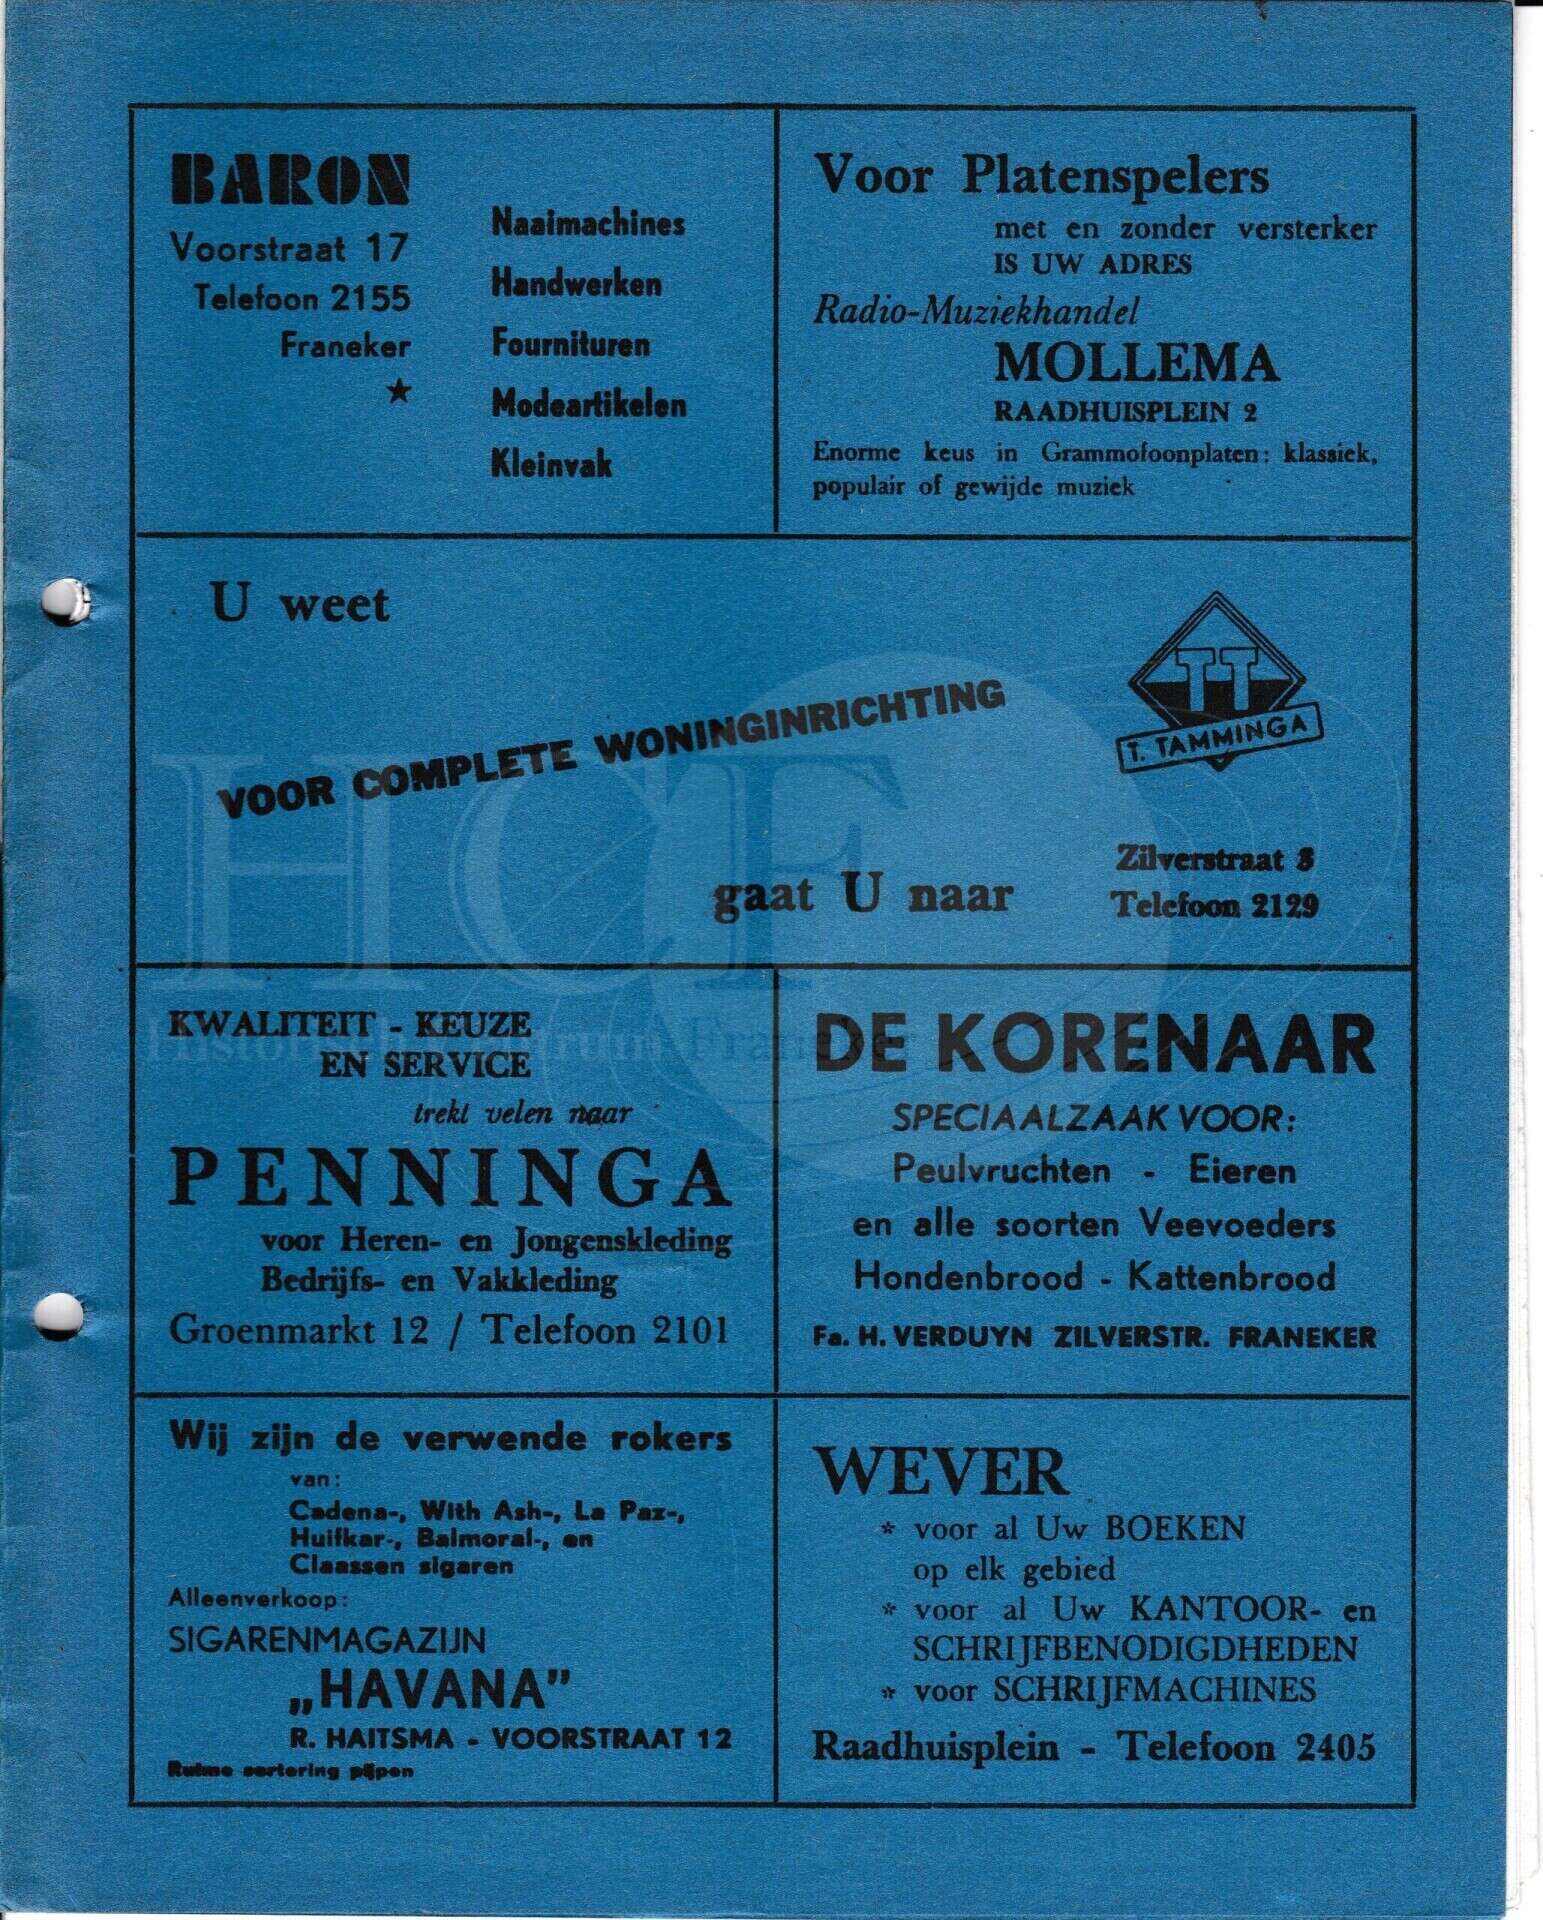 BARON
Voorstraat 17
Telefoon 2155
Franeker
Naaimachines
Handwerken
Fournituren
Modeartikelen
Kleinvak
Voor Platenspelers
met en zonder versterker
IS UW ADRES
Radio-Muziekhandel
MOLLEMA
RAADHUISPLEIN 2
Enorme keus in Grammofoonplaten: klassiek,
populair of gewijde muziek
U weet
VOOR COMPLETE WONINGINRICHTING
gaat U naar
TT
T. TAMMINGA
Zilverstraat 3
Telefoon 2129
HCF
Historisch Centrum Franeker
KWALITEIT - KEUZE
EN SERVICE
trekt velen naar
PENNINGA
voor Heren- en Jongenskleding
Bedrijfs- en Vakkleding
Groenmarkt 12 / Telefoon 2101
DE KORENAAR
SPECIAALZAAK VOOR:
Peulvruchten - Eieren
en alle soorten Veevoeders
Hondenbrood - Kattenbrood
Fa. H. VERDUYN ZILVERSTR. FRANEKER
Wij zijn de verwende rokers
van:
Cadena-, With Ash-, La Paz-,
Huifkar-, Balmoral-, en
Claassen sigaren
Alleenverkoop:
SIGARENMAGAZIJN
„HAVANA”
R. HAITSMA - VOORSTRAAT 12
Ruime sortering pijpen
WEVER
* voor al Uw BOEKEN
op elk gebied
* voor al Uw KANTOOR- en
SCHRIJFBENODIGDHEDEN
* voor SCHRIJFMACHINES
Raadhuisplein - Telefoon 2405